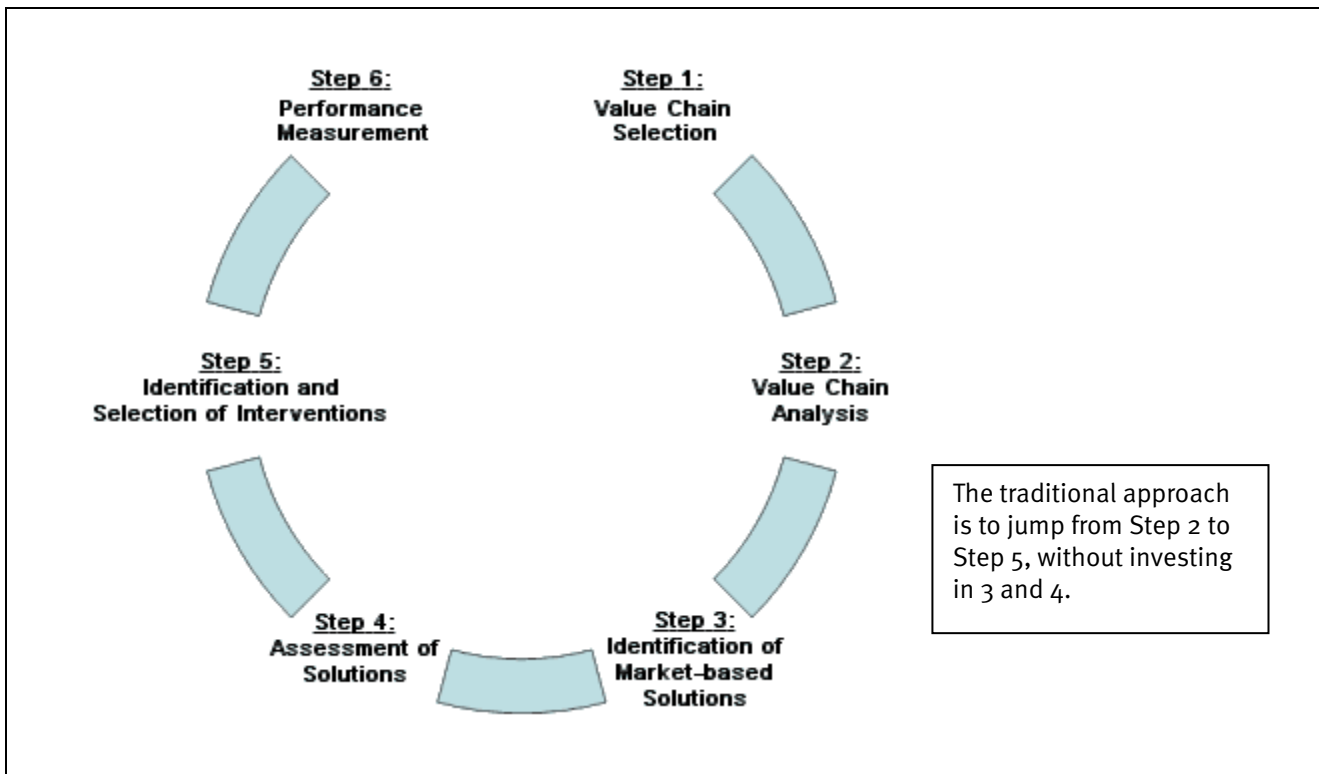 Step 1:
Value Chain
Selection
Step 2:
Value Chain
Analysis
Step 3:
Identification of
Market-based
Solutions
Step 4:
Assessment of
Solutions
Step 5:
Identification and
Selection of Interventions
Step 6:
Performance
Measurement
The traditional approach
is to jump from Step 2 to
Step 5, without investing
in 3 and 4.